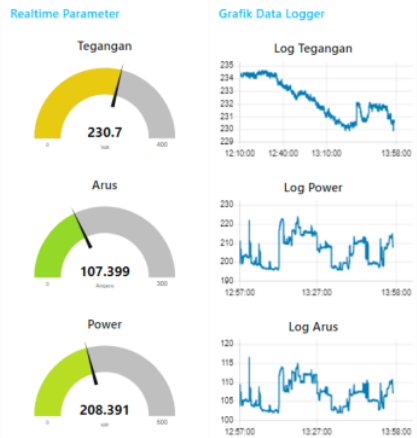 Realtime Parameter
Tegangan
230.7
Volt
0
400
Arus
107.399
Ampere
0
300
Power
208.391
kW
0
500
Grafik Data Logger
Log Tegangan
235
234
233
232
231
230
229
12:10:00 12:40:00 13:10:00 13:58:00
Log Power
230
220
210
200
190
12:57:00 13:27:00 13:58:00
Log Arus
120
115
110
105
100
12:57:00 13:27:00 13:58:00